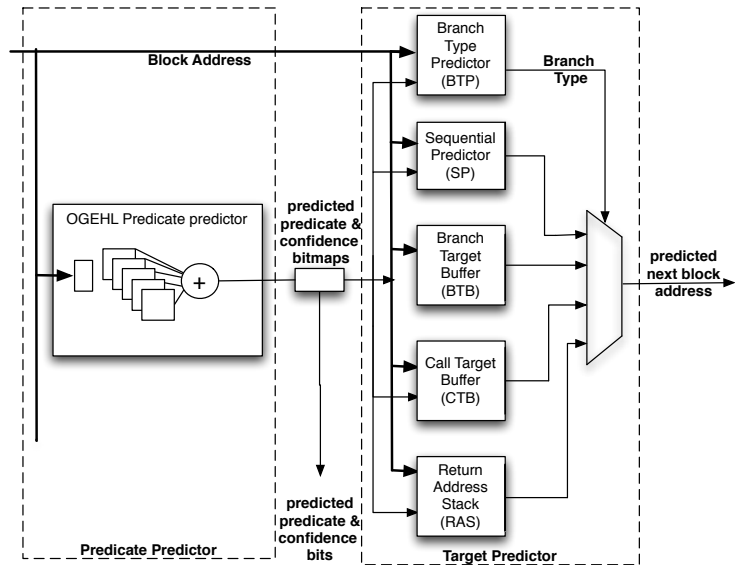 Block Address
OGEHL Predicate predictor
+
Predicate Predictor
predicted
predicate &
confidence
bitmaps
predicted
predicate &
confidence
bits
Branch
Type
Predictor
(BTP)
Sequential
Predictor
(SP)
Branch
Target
Buffer
(BTB)
Call Target
Buffer
(CTB)
Return
Address
Stack
(RAS)
Target Predictor
Branch
Type
predicted
next block
address